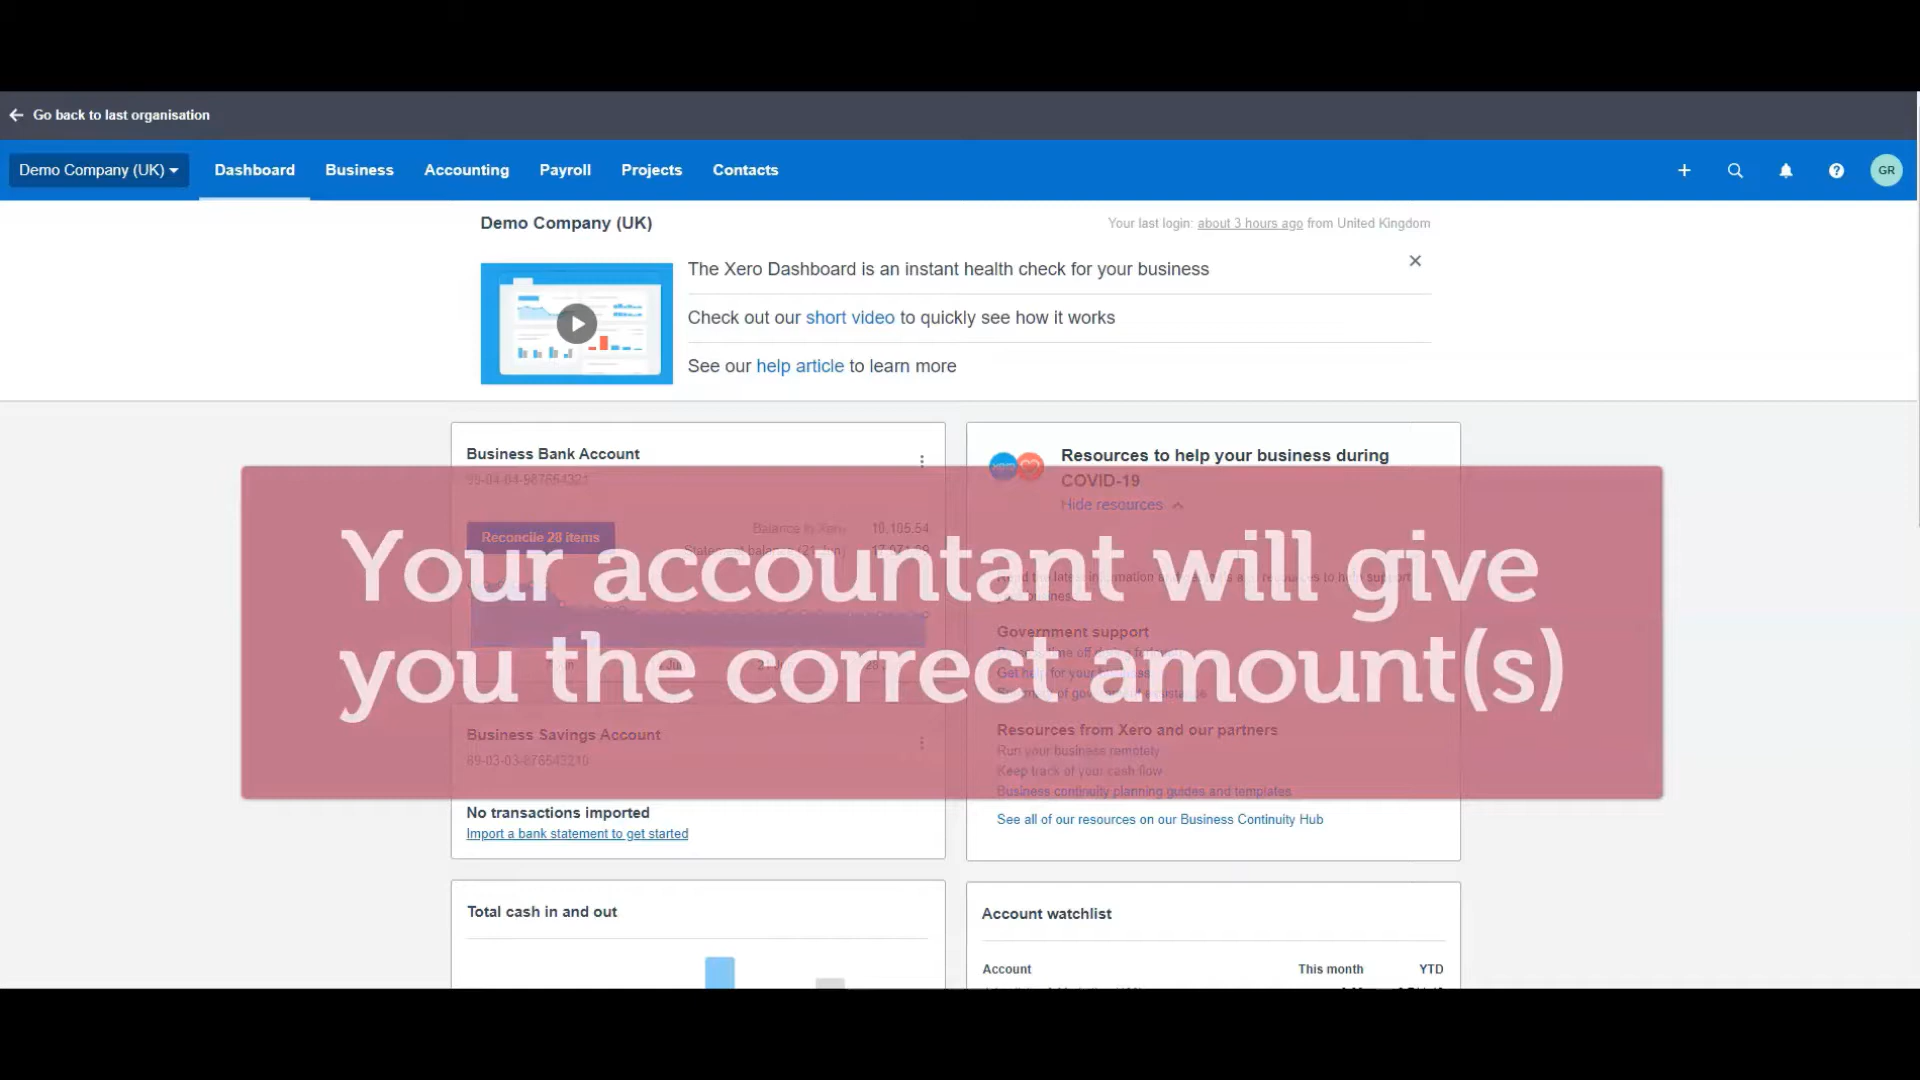 Go back to last organisation
Demo Company (UK)
Dashboard
Business
Accounting
Payroll
Projects
Contacts
GR
Demo Company (UK)
Your last login: about 3 hours ago from United Kingdom
The Xero Dashboard is an instant health check for your business
Check out our short video to quickly see how it works
See our help article to learn more
Business Bank Account
Reconcile 28 items
Balance in Xero 10,105.54
Your accountant will give
you the correct amount(s)
Business Savings Account
No transactions imported
Import a bank statement to get started
Resources to help your business during
COVID-19
Hide resources
Government support
Resources from Xero and our partners
Run your business remotely
Keep track of your cash flow
Business continuity planning guides and templates
See all of our resources on our Business Continuity Hub
Total cash in and out
Account watchlist
Account This month YTD